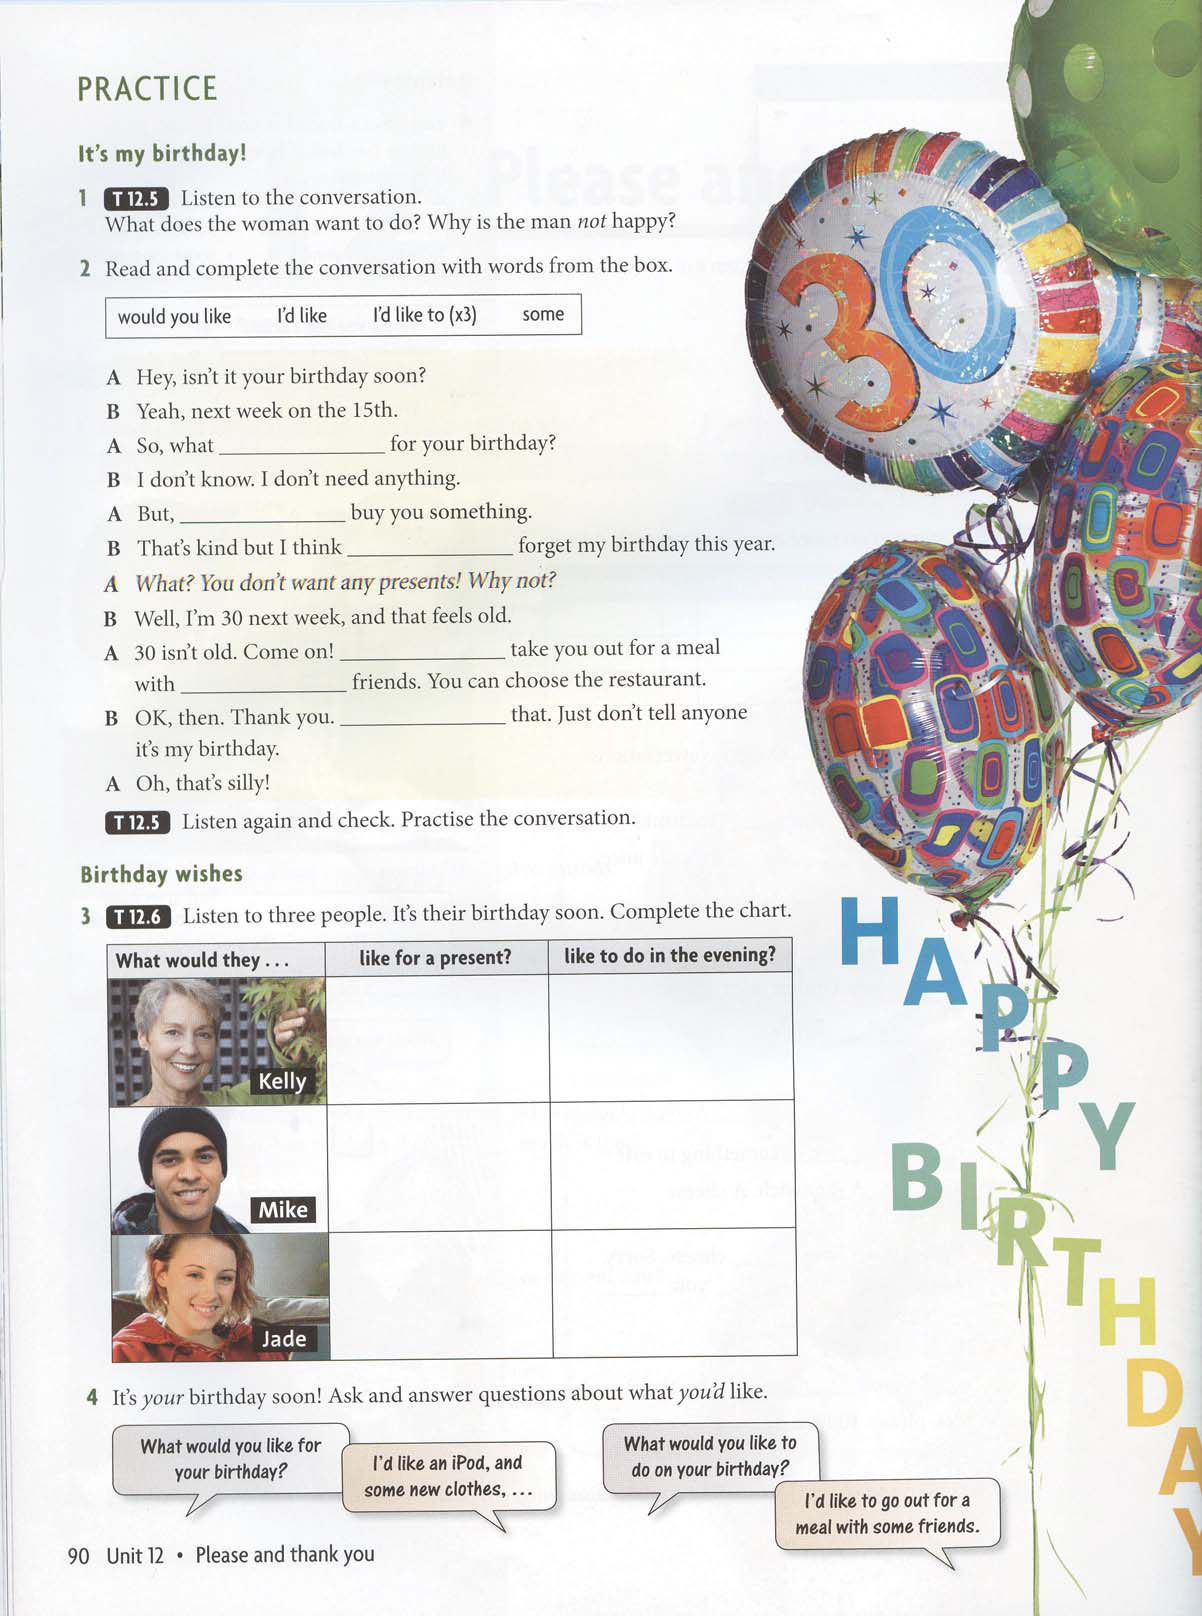 PRACTICE
It's my birthday!
1 T 12.5 Listen to the conversation.
What does the woman want to do? Why is the man not happy?
2 Read and complete the conversation with words from the box.
would you like I'd like I'd like to (x3) some
A Hey, isn't it your birthday soon?
B Yeah, next week on the 15th.
A So, what _______________ for your birthday?
B I don't know. I don't need anything.
A But, _______________ buy you something.
B That's kind but I think _______________ forget my birthday this year.
A What? You don't want any presents! Why not?
B Well, I'm 30 next week, and that feels old.
A 30 isn't old. Come on! _______________ take you out for a meal
with _______________ friends. You can choose the restaurant.
B OK, then. Thank you. _______________ that. Just don't tell anyone
it's my birthday.
A Oh, that's silly!
T 12.5 Listen again and check. Practise the conversation.
Birthday wishes
3 T 12.6 Listen to three people. It's their birthday soon. Complete the chart.
What would they . . . like for a present? like to do in the evening?
Kelly
Mike
Jade
4 It's your birthday soon! Ask and answer questions about what you'd like.
What would you like for
your birthday?
I'd like an iPod, and
some new clothes, ...
What would you like to
do on your birthday?
I'd like to go out for a
meal with some friends.
90 Unit 12 • Please and thank you
30
HAPPY
BIRTHDAY